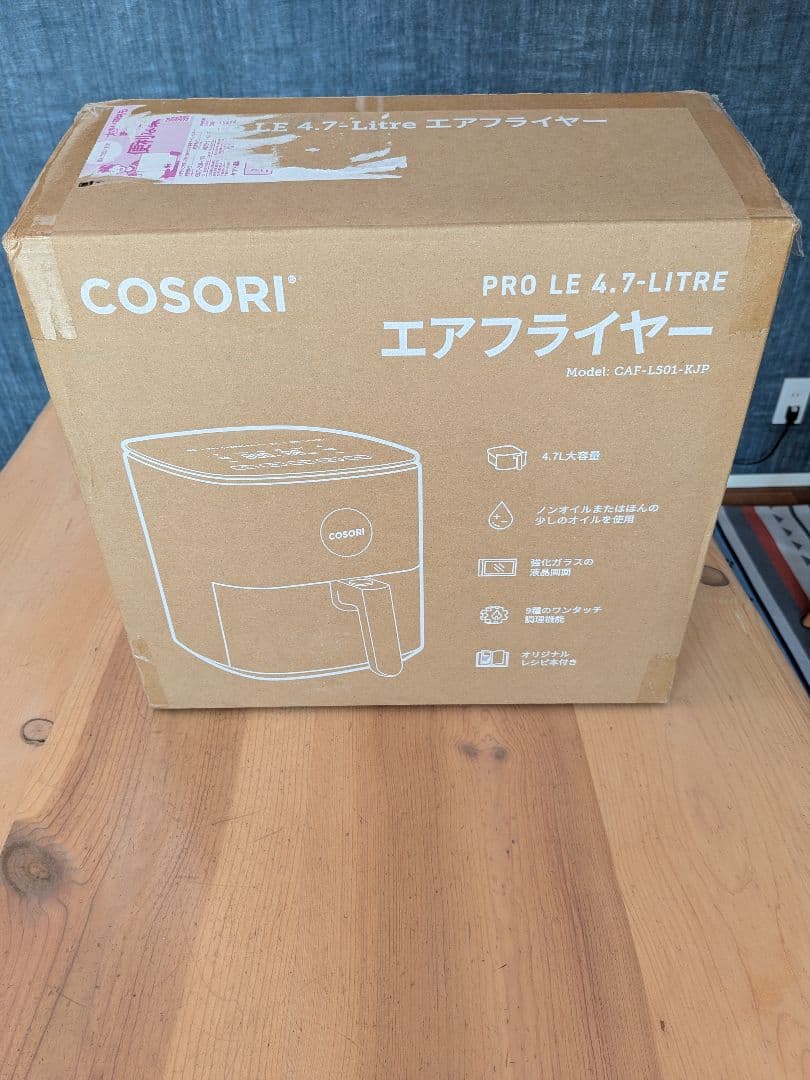 LE 4.7-Litre エアフライヤー
COSORI®
PRO LE 4.7-LITRE
エアフライヤー
Model: CAF-L501-KJP
COSORI
4.7L大容量
ノンオイルまたはほんの
少しのオイルを使用
強化ガラスの
液晶画面
9種のワンタッチ
調理機能
オリジナル
レシピ本付き